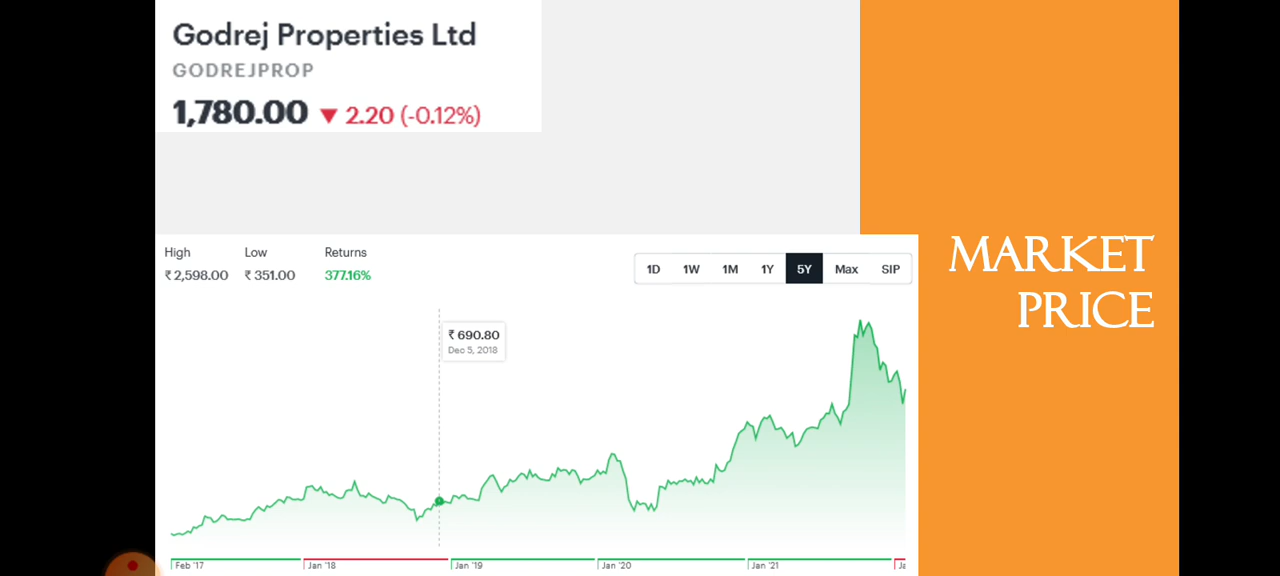 Godrej Properties Ltd
GODREJPROP
1,780.00 ▼ 2.20 (-0.12%)
High Low Returns
₹ 2,598.00 ₹ 351.00 377.16%
1D 1W 1M 1Y 5Y Max SIP
MARKET
PRICE
₹ 690.80
Dec 5, 2018
Feb '17 Jan '18 Jan '19 Jan '20 Jan '21